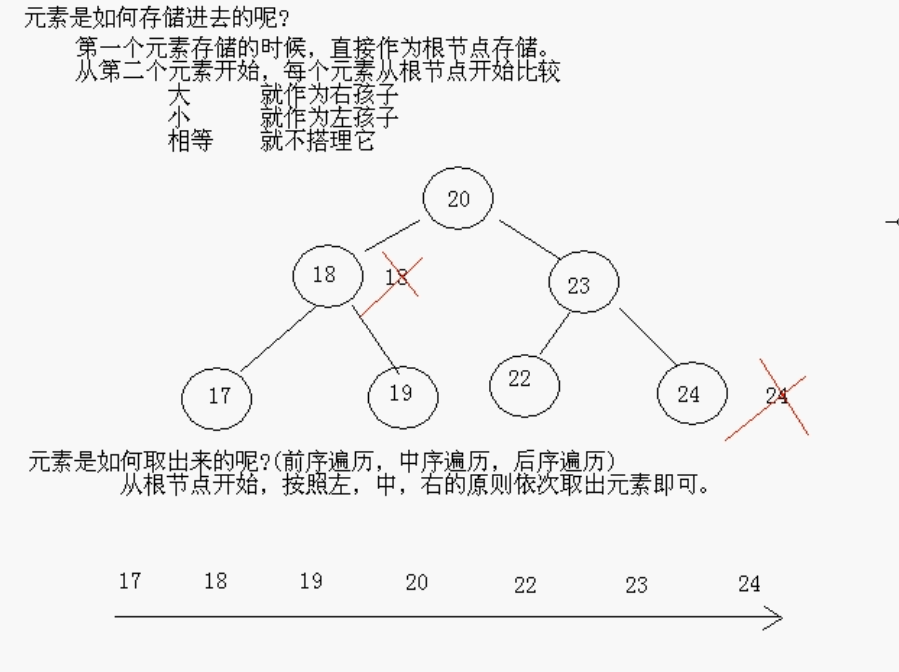 元素是如何存储进去的呢?
第一个元素存储的时候，直接作为根节点存储。
从第二个元素开始，每个元素从根节点开始比较
大 就作为右孩子
小 就作为左孩子
相等 就不搭理它
20
18 18 23
17 19 22 24 24
元素是如何取出来的呢?(前序遍历，中序遍历，后序遍历)
从根节点开始，按照左，中，右的原则依次取出元素即可。
17 18 19 20 22 23 24